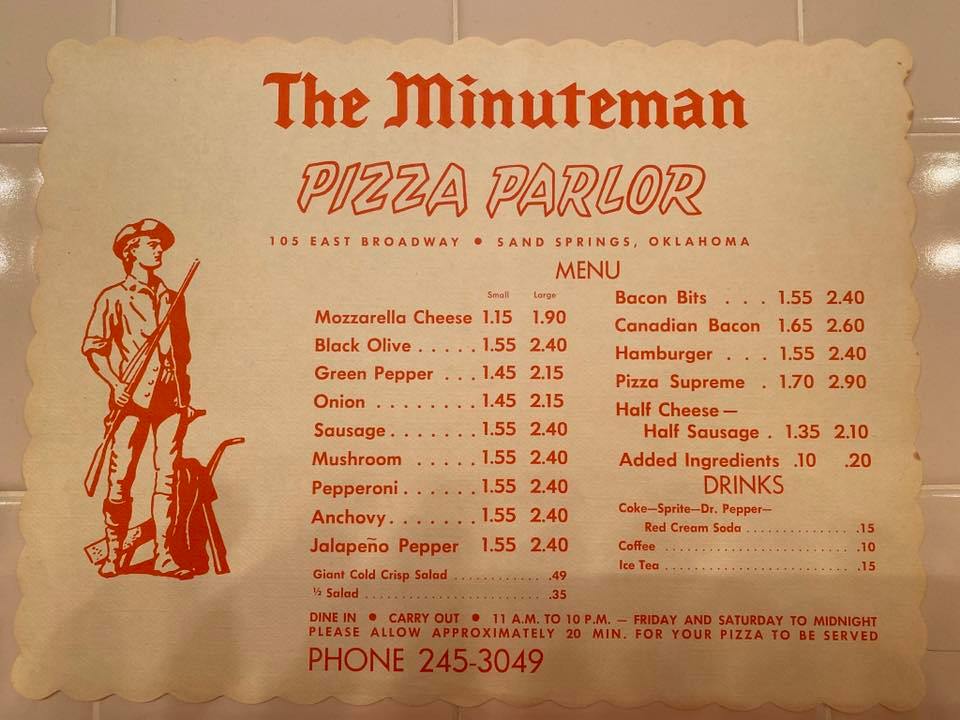 The Minuteman
PIZZA PARLOR
105 EAST BROADWAY • SAND SPRINGS, OKLAHOMA
MENU
Small Large
Mozzarella Cheese 1.15 1.90
Black Olive . . . . . 1.55 2.40
Green Pepper . . . 1.45 2.15
Onion . . . . . . . . 1.45 2.15
Sausage . . . . . . . 1.55 2.40
Mushroom . . . . . 1.55 2.40
Pepperoni . . . . . . 1.55 2.40
Anchovy . . . . . . . 1.55 2.40
Jalapeño Pepper 1.55 2.40
Giant Cold Crisp Salad . . . . . . . . . . . . .49
½ Salad . . . . . . . . . . . . . . . . . . . . . . . .35
Bacon Bits . . . 1.55 2.40
Canadian Bacon 1.65 2.60
Hamburger . . . 1.55 2.40
Pizza Supreme . 1.70 2.90
Half Cheese—
Half Sausage . 1.35 2.10
Added Ingredients .10 .20
DRINKS
Coke—Sprite—Dr. Pepper—
Red Cream Soda . . . . . . . . . . . . . .15
Coffee . . . . . . . . . . . . . . . . . . . . . . . .10
Ice Tea . . . . . . . . . . . . . . . . . . . . . . . .15
DINE IN • CARRY OUT • 11 A.M. TO 10 P.M. — FRIDAY AND SATURDAY TO MIDNIGHT
PLEASE ALLOW APPROXIMATELY 20 MIN. FOR YOUR PIZZA TO BE SERVED
PHONE 245-3049